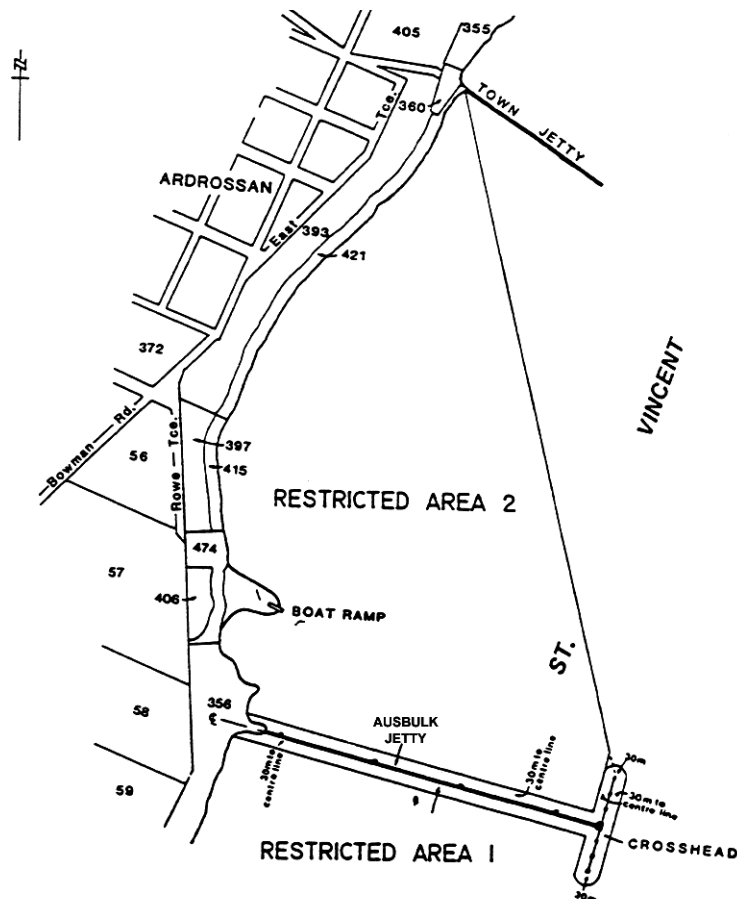 405
355
N
360
Tce.
TOWN JETTY
ARDROSSAN
East
393
421
372
VINCENT
Bowman Rd.
56
Rowe Tce.
397
415
RESTRICTED AREA 2
474
57
406
BOAT RAMP
ST.
58
356
AUSBULK
JETTY
30m to
centre line
30m to
centre line
30m
30m to
centre line
59
CROSSHEAD
RESTRICTED AREA 1
30m